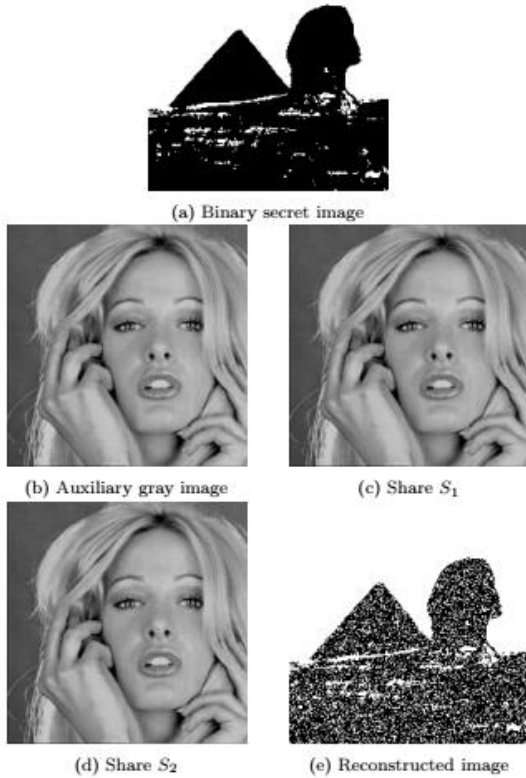 (a) Binary secret image
(b) Auxiliary gray image
(c) Share S₁
(d) Share S₂
(e) Reconstructed image